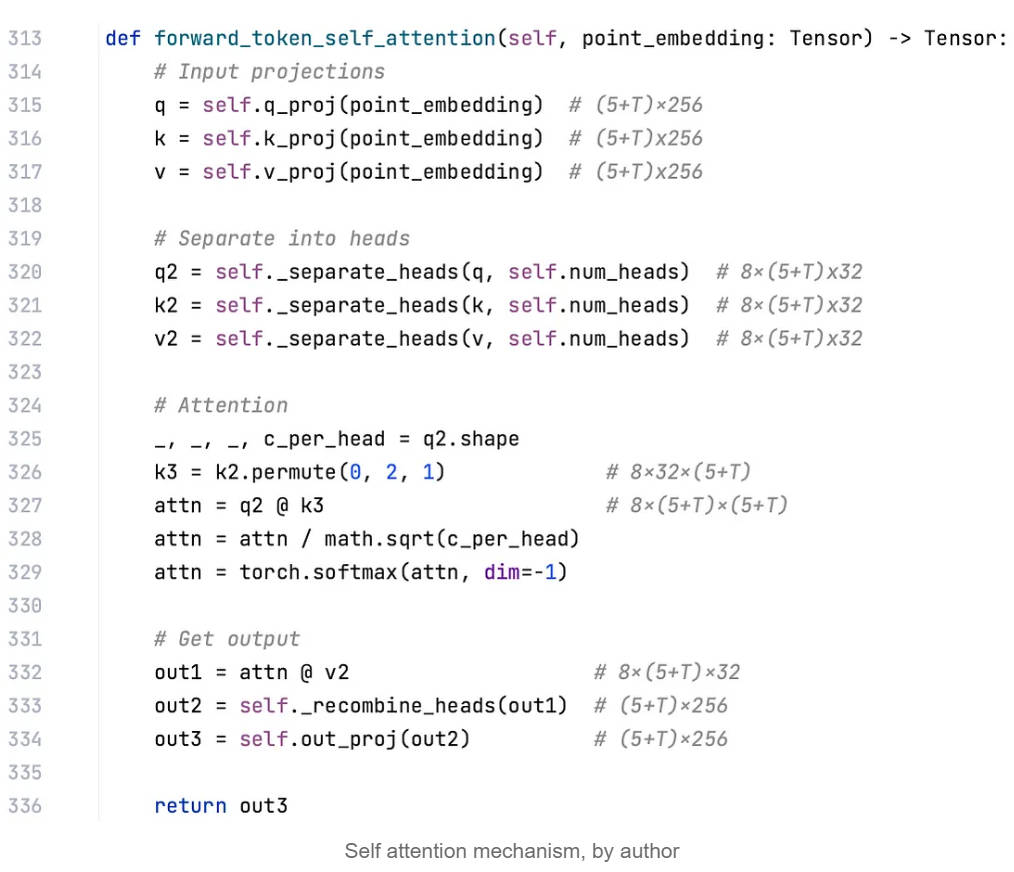 313 def forward_token_self_attention(self, point_embedding: Tensor) -> Tensor:
314 # Input projections
315 q = self.q_proj(point_embedding) # (5+T)×256
316 k = self.k_proj(point_embedding) # (5+T)x256
317 v = self.v_proj(point_embedding) # (5+T)x256
318
319 # Separate into heads
320 q2 = self._separate_heads(q, self.num_heads) # 8×(5+T)x32
321 k2 = self._separate_heads(k, self.num_heads) # 8×(5+T)x32
322 v2 = self._separate_heads(v, self.num_heads) # 8×(5+T)x32
323
324 # Attention
325 _, _, _, c_per_head = q2.shape
326 k3 = k2.permute(0, 2, 1) # 8×32×(5+T)
327 attn = q2 @ k3 # 8×(5+T)×(5+T)
328 attn = attn / math.sqrt(c_per_head)
329 attn = torch.softmax(attn, dim=-1)
330
331 # Get output
332 out1 = attn @ v2 # 8×(5+T)×32
333 out2 = self._recombine_heads(out1) # (5+T)×256
334 out3 = self.out_proj(out2) # (5+T)×256
335
336 return out3
Self attention mechanism, by author